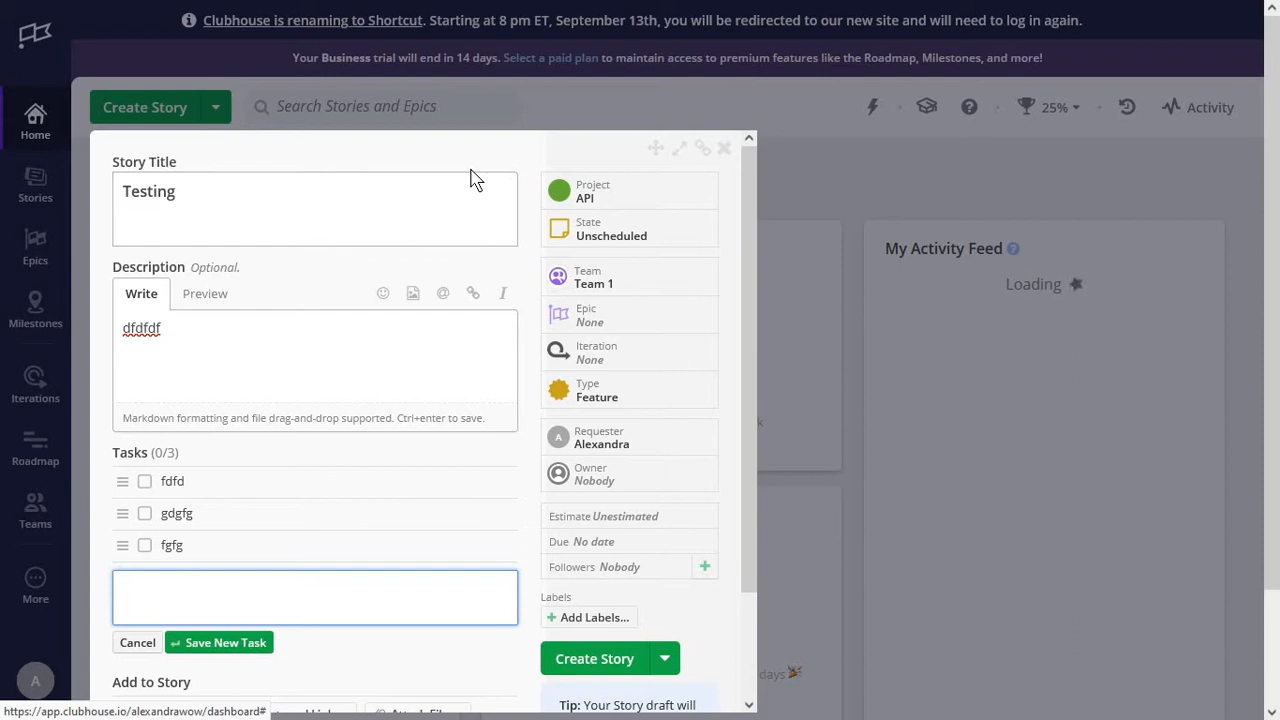 Clubhouse is renaming to Shortcut. Starting at 8 pm ET, September 13th, you will be redirected to our new site and will need to log in again.
Your Business trial will end in 14 days. Select a paid plan to maintain access to premium features like the Roadmap, Milestones, and more!
Create Story
Search Stories and Epics
25%
Activity
Home
Stories
Epics
Milestones
Iterations
Roadmap
Teams
More
A
Story Title
Testing
Description Optional.
Write Preview
dfdfdf
Markdown formatting and file drag-and-drop supported. Ctrl+enter to save.
Tasks (0/3)
fdfd
gdgfg
fgfg
Cancel
Save New Task
Add to Story
Project
API
State
Unscheduled
Team
Team 1
Epic
None
Iteration
None
Type
Feature
A
Requester
Alexandra
Owner
Nobody
Estimate Unestimated
Due No date
Followers Nobody
Labels
Add Labels...
Create Story
Tip: Your Story draft will
My Activity Feed
Loading
days
https://app.clubhouse.io/alexandrawow/dashboard#